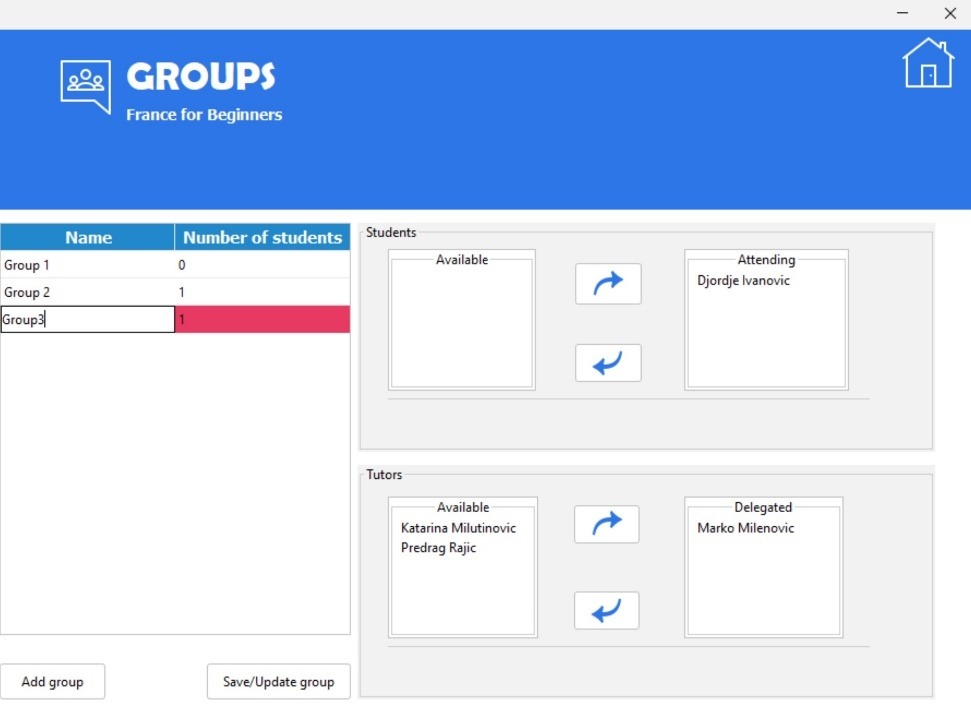 GROUPS
France for Beginners
Name Number of students
Group 1 0
Group 2 1
Group3 1
Add group Save/Update group
Students
Available
Attending
Djordje Ivanovic
Tutors
Available
Katarina Milutinovic
Predrag Rajic
Delegated
Marko Milenovic